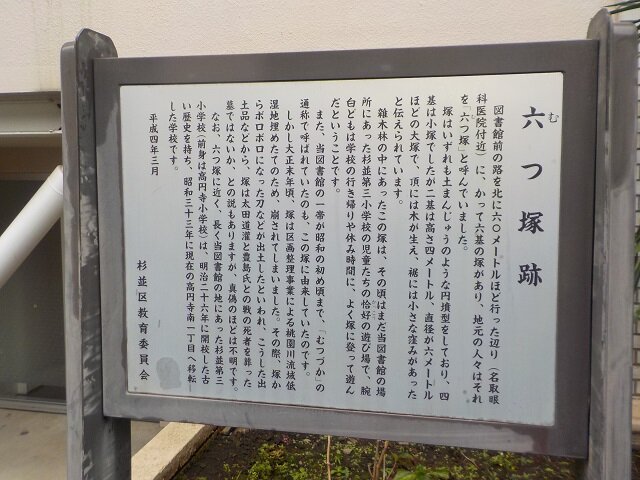 六つ塚跡
む
図書館前の路を北に六〇メートルほど行った辺り（名取眼
科医院付近）に、かつて六基の塚があり、地元の人々はそれ
を「六つ塚」と呼んでいました。
塚はいずれも土まんじゅうのような円墳型をしており、四
基は小塚でしたが二基は高さ四メートル、直径が六メートル
ほどの大塚で、頂には木が生え、裾には小さな窪みがあった
と伝えられています。
雑木林の中にあったこの塚は、その頃はまだ当図書館の場
所にあった杉並第三小学校の児童たちの恰好の遊び場で、腕
白どもは学校の行き帰りや休み時間に、よく塚に登って遊ん
だということです。
また、当図書館の一帯が昭和の初め頃まで、「むつづか」の
通称で呼ばれていたのも、この塚に由来していたのです。
しかし大正末年頃、塚は区画整理事業による桃園川流域低
湿地埋めたてのため、崩されてしまいました。その際、塚か
らボロボロになった刀などが出土したといわれ、こうした出
土品などから、塚は太田道灌と豊島氏との戦の死者を葬った
墓ではないか、との説もありますが、真偽のほどは不明です。
なお、六つ塚に近く、長く当図書館の地にあった杉並第三
小学校（前身は高円寺小学校）は、明治二十六年に開校した古
い歴史を持ち、昭和三十三年に現在の高円寺南一丁目へ移転
した学校です。
平成四年三月
杉並区教育委員会